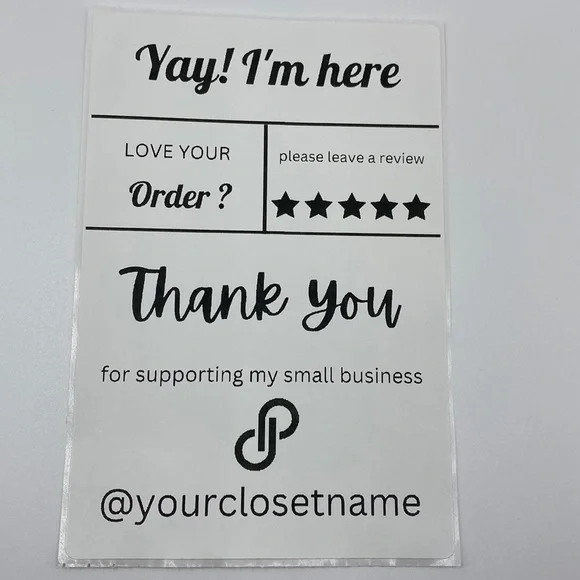 Yay! I'm here
LOVE YOUR
Order ?
please leave a review
Thank you
for supporting my small business
@yourclosetname